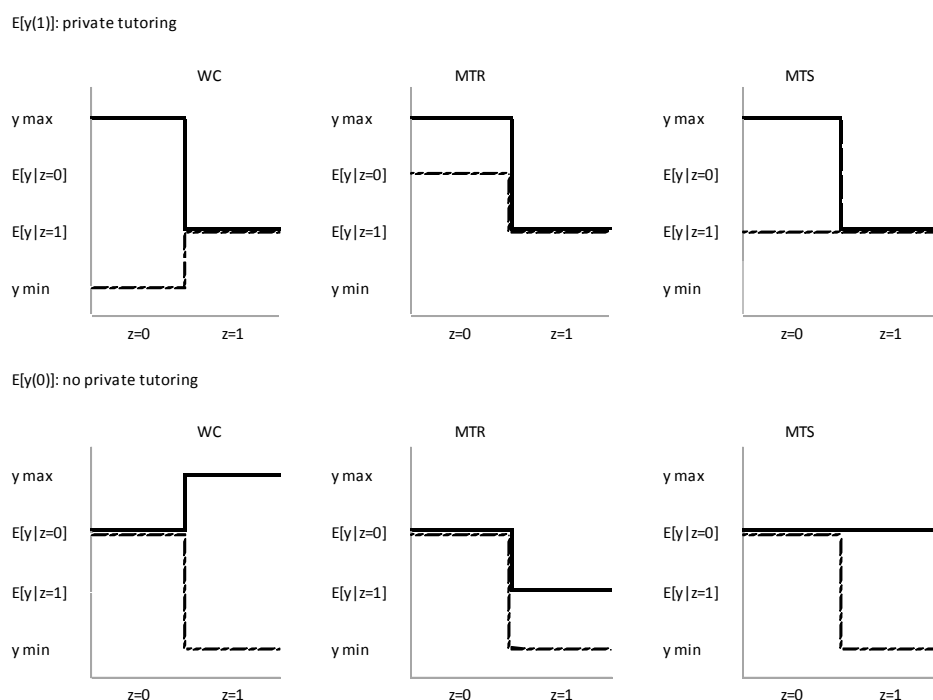 E[y(1)]: private tutoring
WC MTR MTS
y max y max y max
E[y|z=0] E[y|z=0] E[y|z=0]
E[y|z=1] E[y|z=1] E[y|z=1]
y min y min y min
z=0 z=1 z=0 z=1 z=0 z=1
E[y(0)]: no private tutoring
WC MTR MTS
y max y max y max
E[y|z=0] E[y|z=0] E[y|z=0]
E[y|z=1] E[y|z=1] E[y|z=1]
y min y min y min
z=0 z=1 z=0 z=1 z=0 z=1